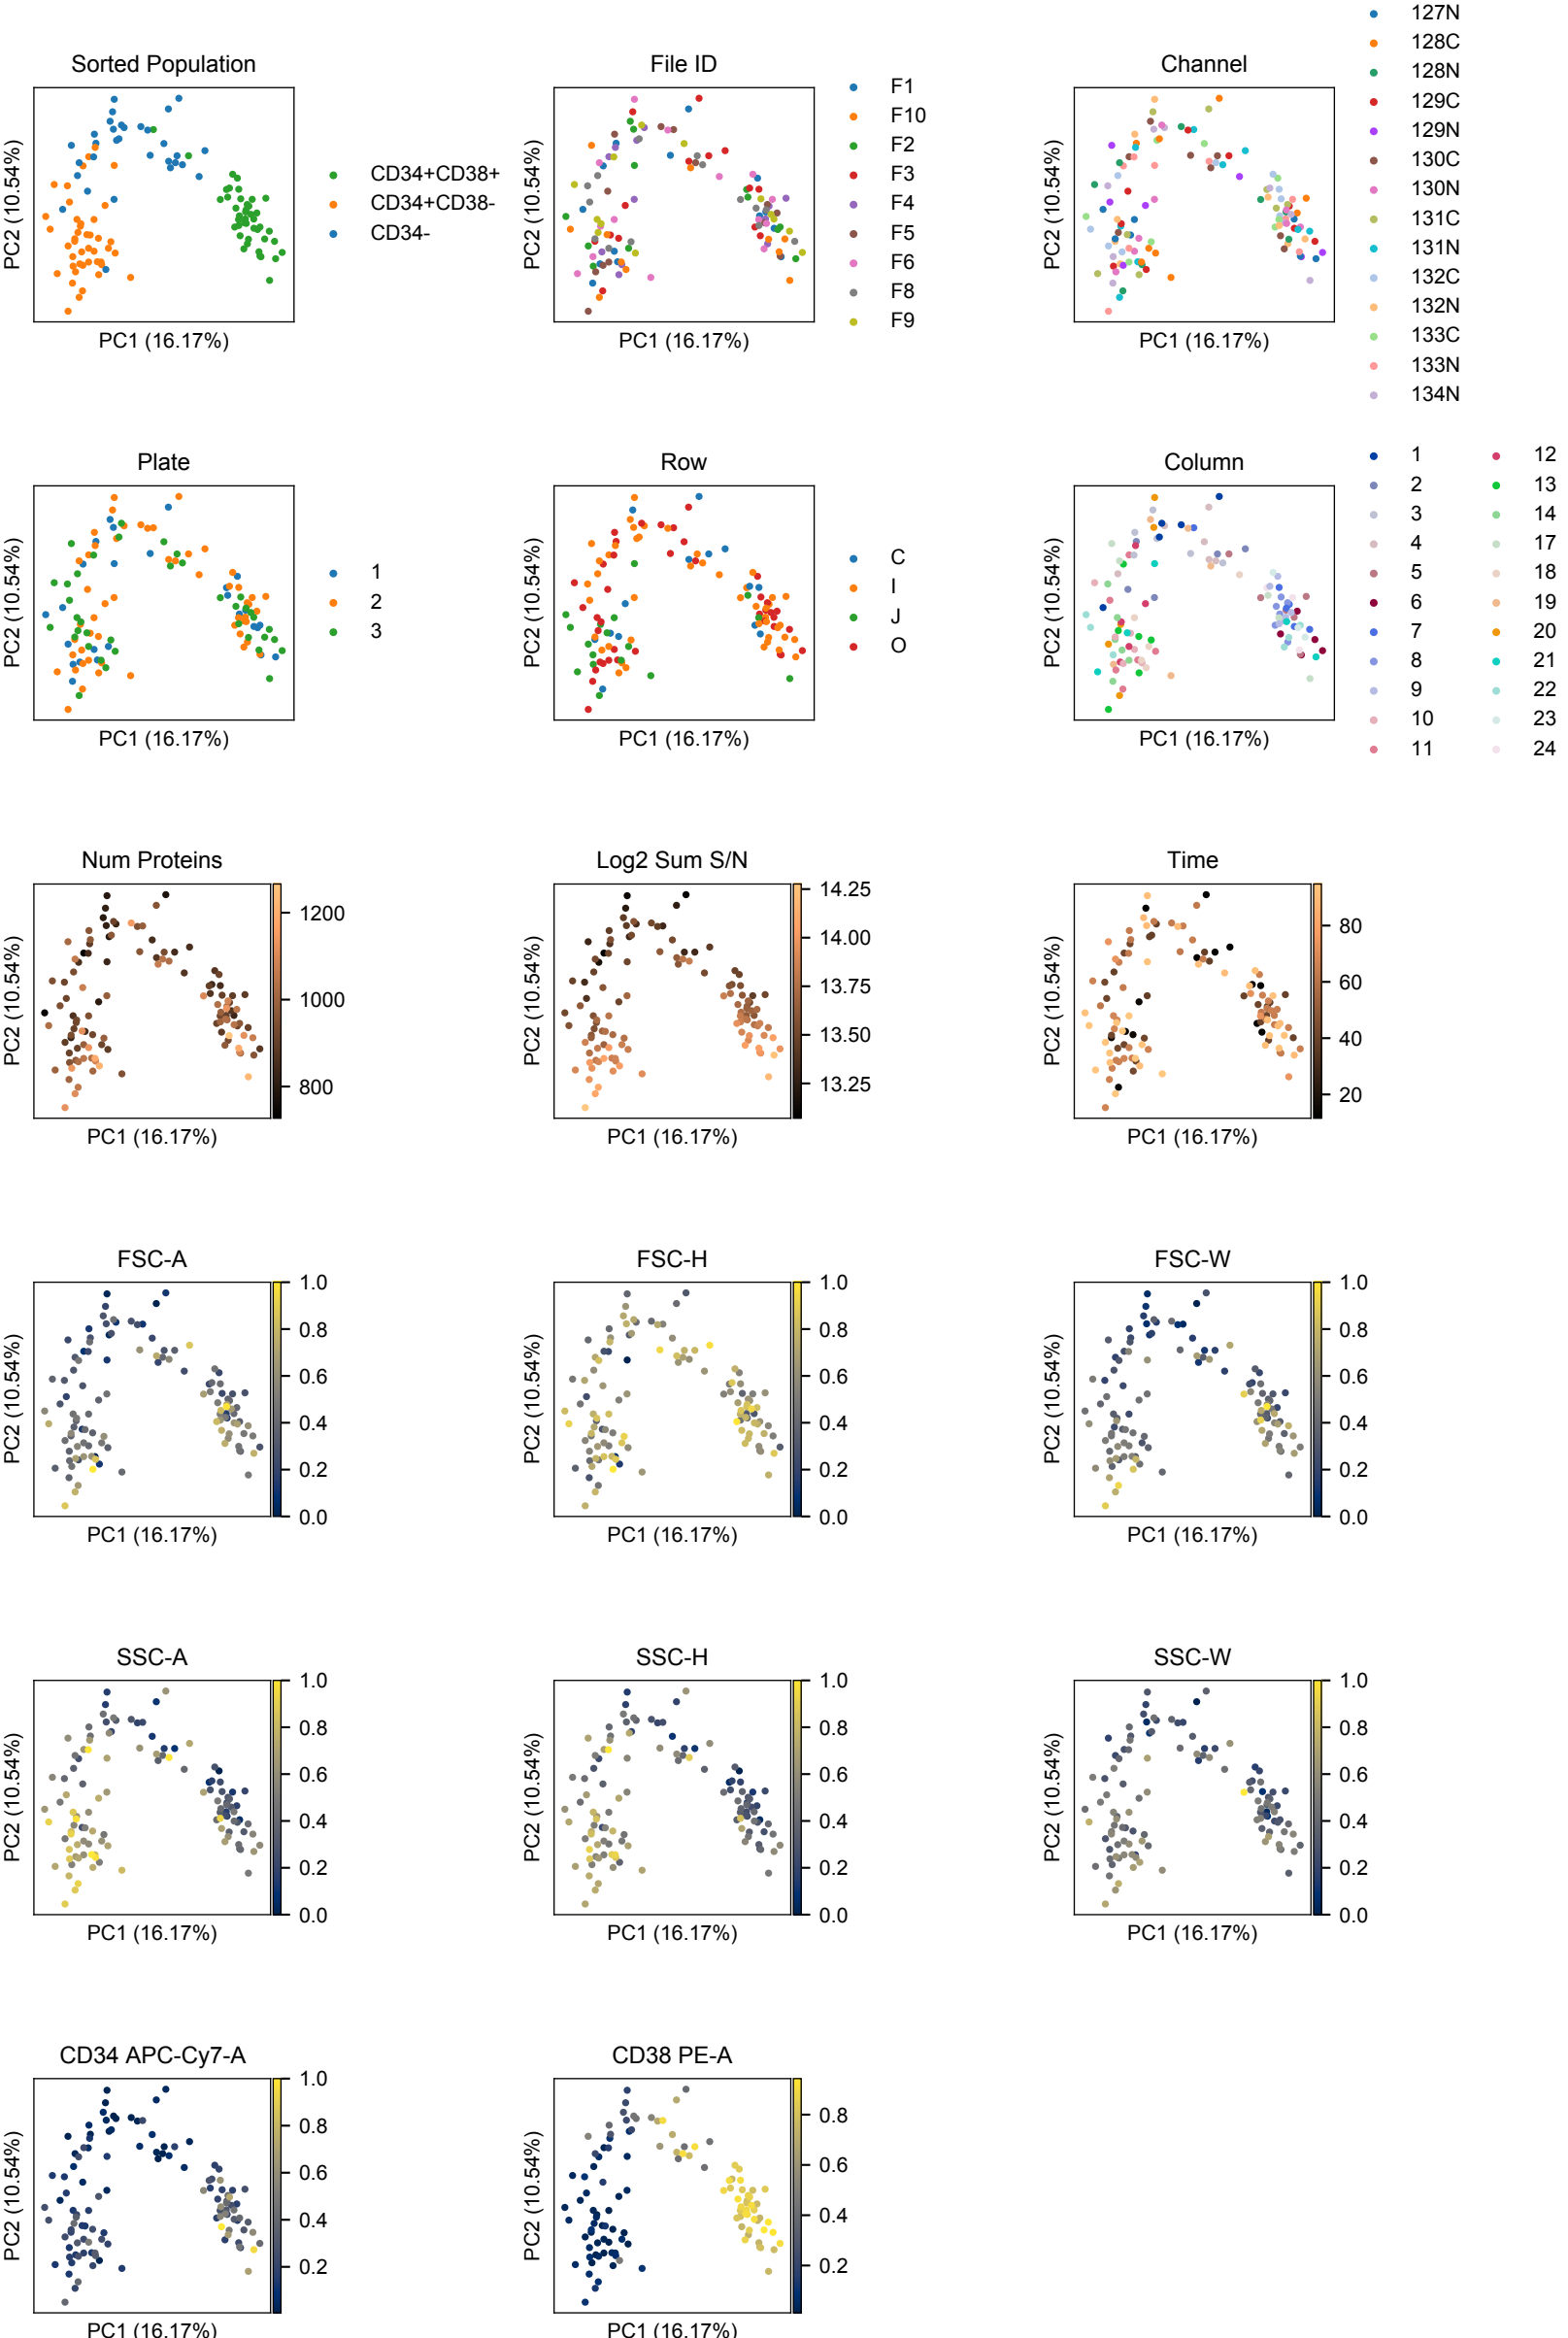 127N
128C
128N
129C
129N
130C
130N
131C
131N
132C
132N
133C
133N
134N
Sorted Population
PC2 (10.54%)
PC1 (16.17%)
CD34+CD38+
CD34+CD38-
CD34-
File ID
PC2 (10.54%)
PC1 (16.17%)
F1
F10
F2
F3
F4
F5
F6
F8
F9
Channel
PC2 (10.54%)
PC1 (16.17%)
Plate
PC2 (10.54%)
PC1 (16.17%)
1
2
3
Row
PC2 (10.54%)
PC1 (16.17%)
C
I
J
O
Column
PC2 (10.54%)
PC1 (16.17%)
1 12
2 13
3 14
4 17
5 18
6 19
7 20
8 21
9 22
10 23
11 24
Num Proteins
PC2 (10.54%)
PC1 (16.17%)
1200
1000
800
Log2 Sum S/N
PC2 (10.54%)
PC1 (16.17%)
14.25
14.00
13.75
13.50
13.25
Time
PC2 (10.54%)
PC1 (16.17%)
80
60
40
20
FSC-A
PC2 (10.54%)
PC1 (16.17%)
1.0
0.8
0.6
0.4
0.2
0.0
FSC-H
PC2 (10.54%)
PC1 (16.17%)
1.0
0.8
0.6
0.4
0.2
0.0
FSC-W
PC2 (10.54%)
PC1 (16.17%)
1.0
0.8
0.6
0.4
0.2
0.0
SSC-A
PC2 (10.54%)
PC1 (16.17%)
1.0
0.8
0.6
0.4
0.2
0.0
SSC-H
PC2 (10.54%)
PC1 (16.17%)
1.0
0.8
0.6
0.4
0.2
0.0
SSC-W
PC2 (10.54%)
PC1 (16.17%)
1.0
0.8
0.6
0.4
0.2
0.0
CD34 APC-Cy7-A
PC2 (10.54%)
PC1 (16.17%)
1.0
0.8
0.6
0.4
0.2
CD38 PE-A
PC2 (10.54%)
PC1 (16.17%)
0.8
0.6
0.4
0.2